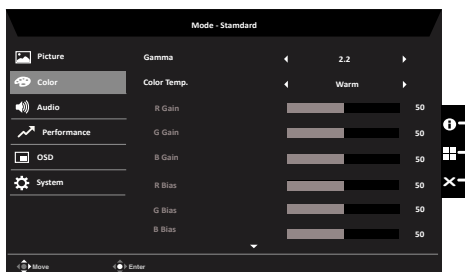 Mode - Standard
Picture
Gamma 2.2
Color
Color Temp. Warm
Audio
R Gain 50
Performance
G Gain 50
OSD
B Gain 50
System
R Bias 50
G Bias 50
B Bias 50
Move Enter